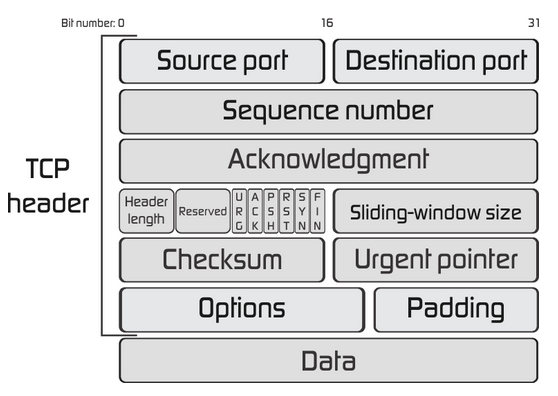 Bit number: 0 16 31
Source port Destination port
Sequence number
TCP header
Acknowledgment
Header length Reserved URG ACK PSH RST SYN FIN Sliding-window size
Checksum Urgent pointer
Options Padding
Data